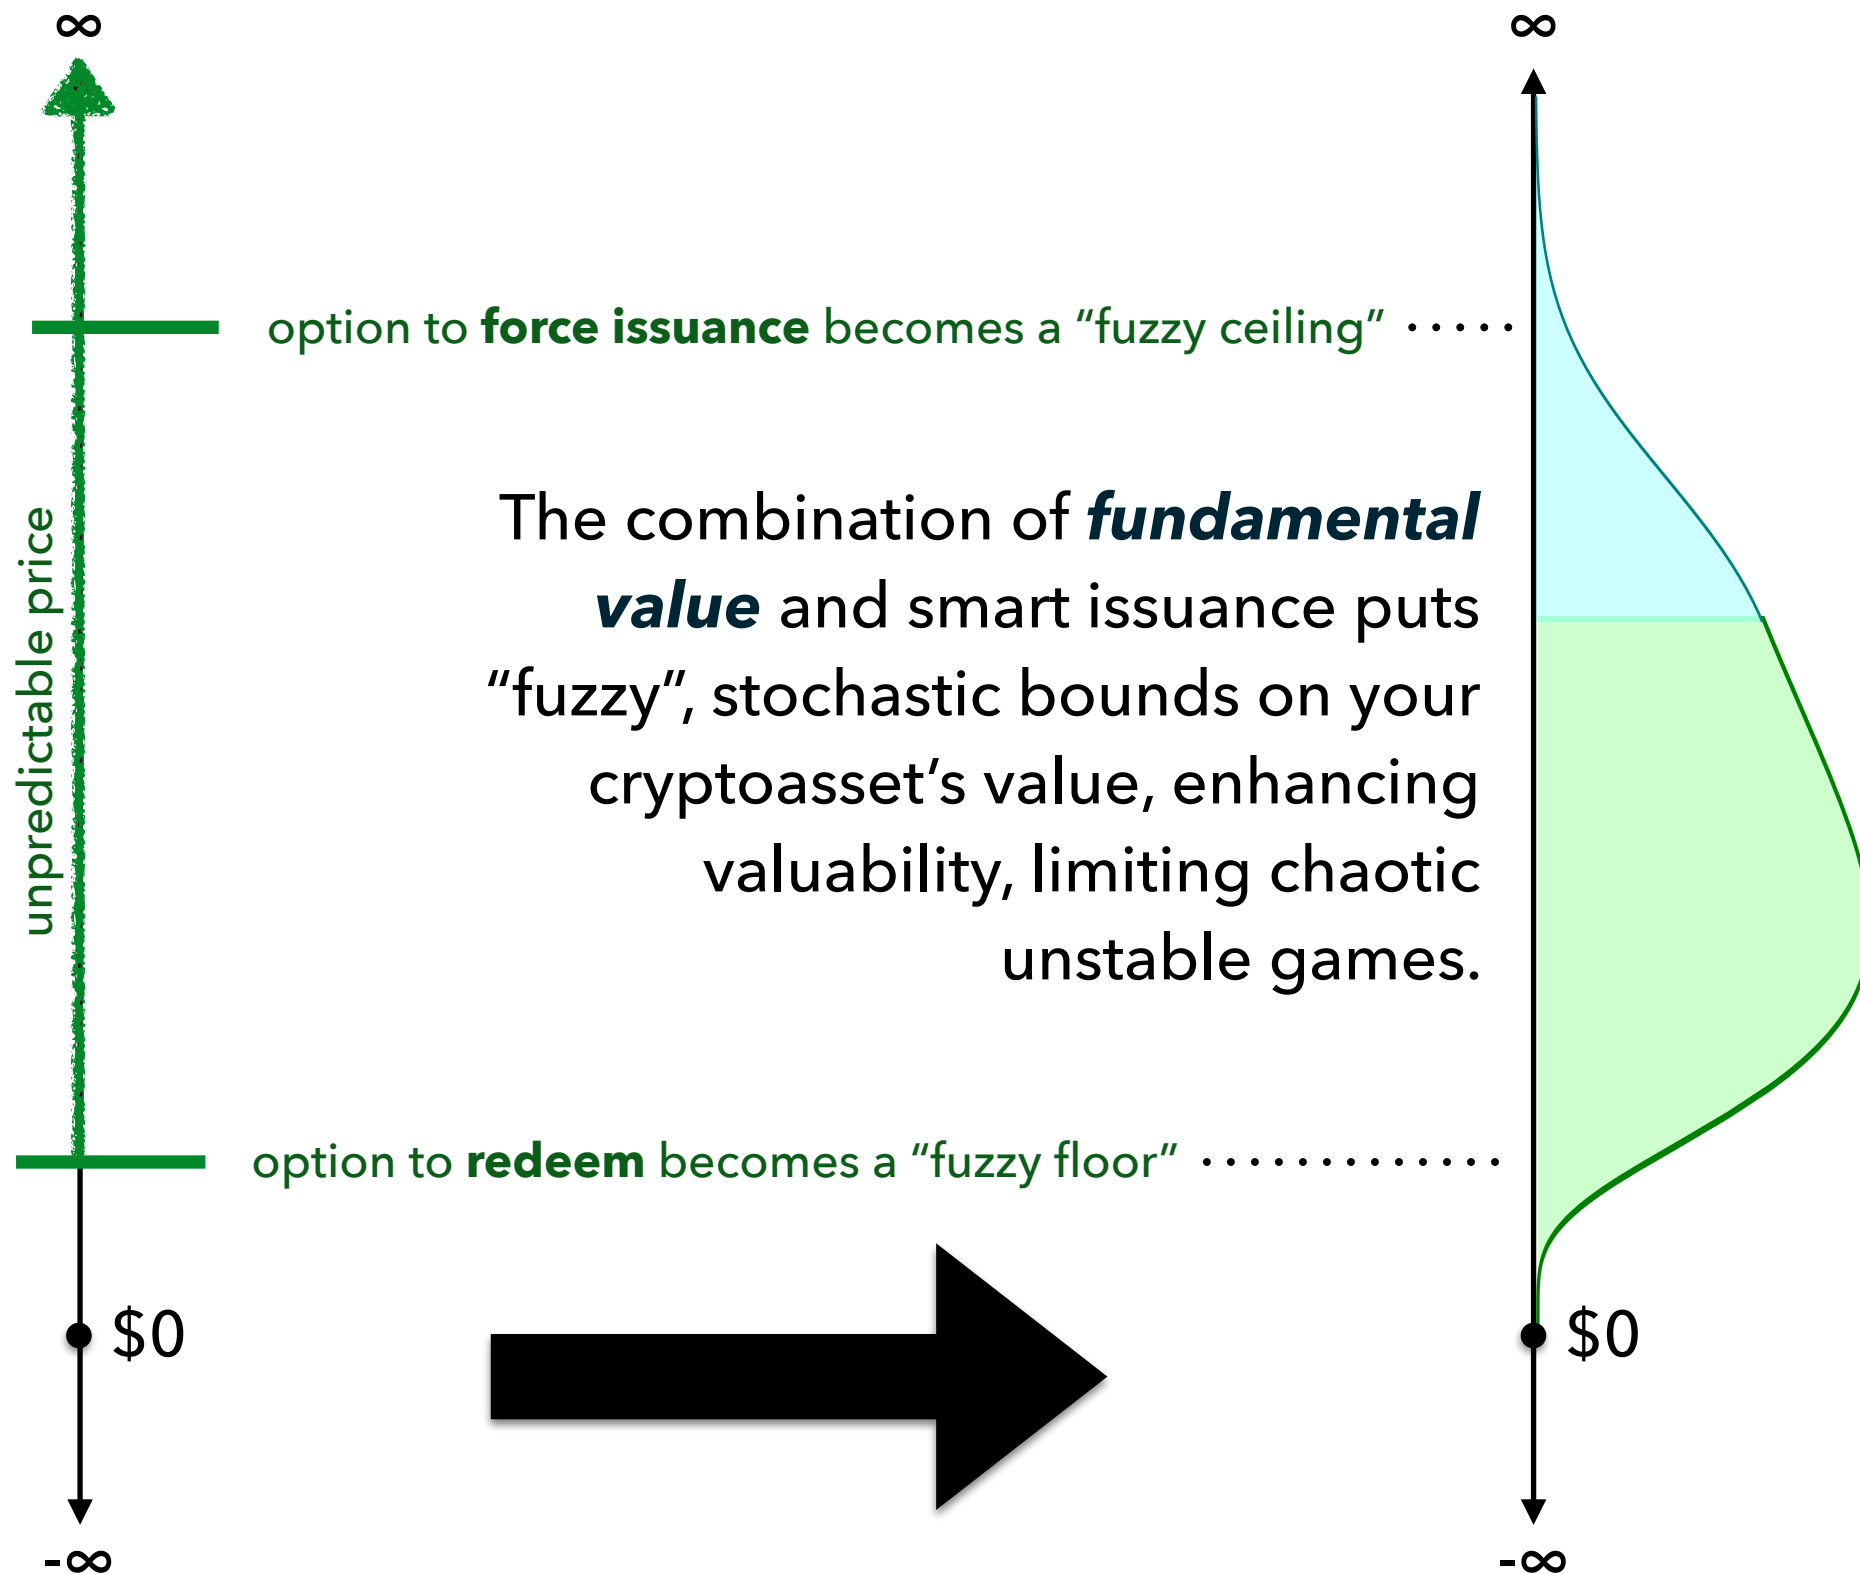 ∞
∞
option to force issuance becomes a “fuzzy ceiling”
unpredictable price
The combination of fundamental
value and smart issuance puts
“fuzzy”, stochastic bounds on your
cryptoasset’s value, enhancing
valuability, limiting chaotic
unstable games.
option to redeem becomes a “fuzzy floor”
$0
$0
-∞
-∞